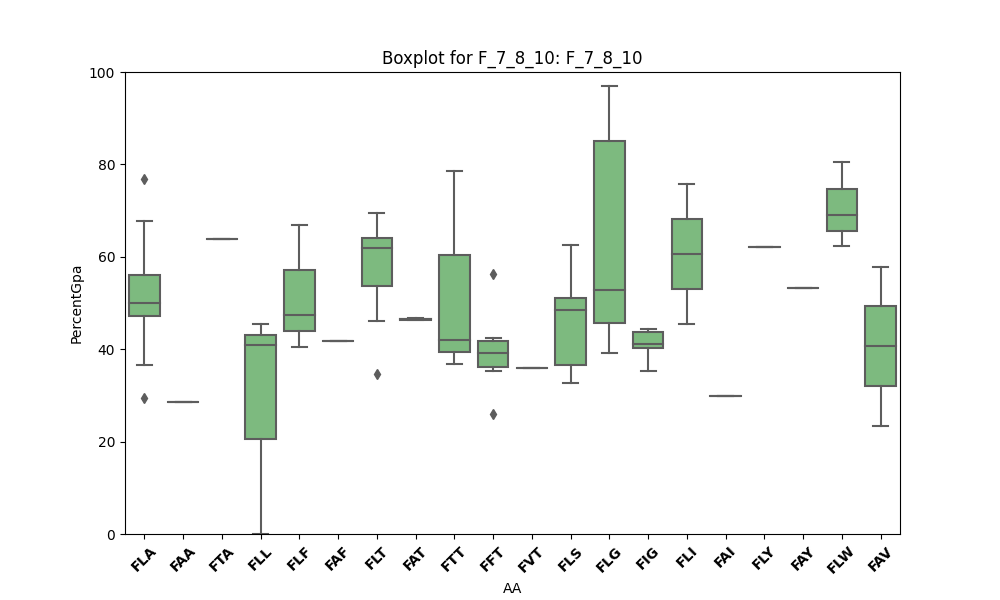 Boxplot for F_7_8_10: F_7_8_10
100
80
60
40
20
0
PercentGpa
FLA FAA FTA FLL FLF FAF FLT FAT FTT FFT FVT FLS FLG FIG FLI FAI FLY FAY FLW FAV
AA